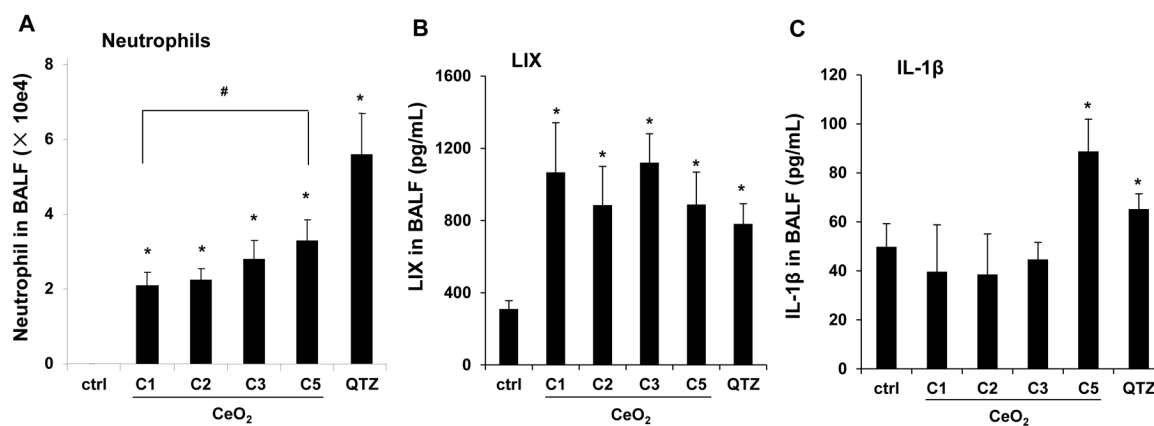 A
Neutrophils
Neutrophil in BALF (× 10e4)
8
6
4
2
0
#
*
*
*
*
*
ctrl C1 C2 C3 C5 QTZ
CeO₂
B
LIX
LIX in BALF (pg/mL)
1600
1200
800
400
300
0
*
*
*
*
*
ctrl C1 C2 C3 C5 QTZ
CeO₂
C
IL-1β
IL-1β in BALF (pg/mL)
120
100
80
60
40
20
0
*
*
ctrl C1 C2 C3 C5 QTZ
CeO₂